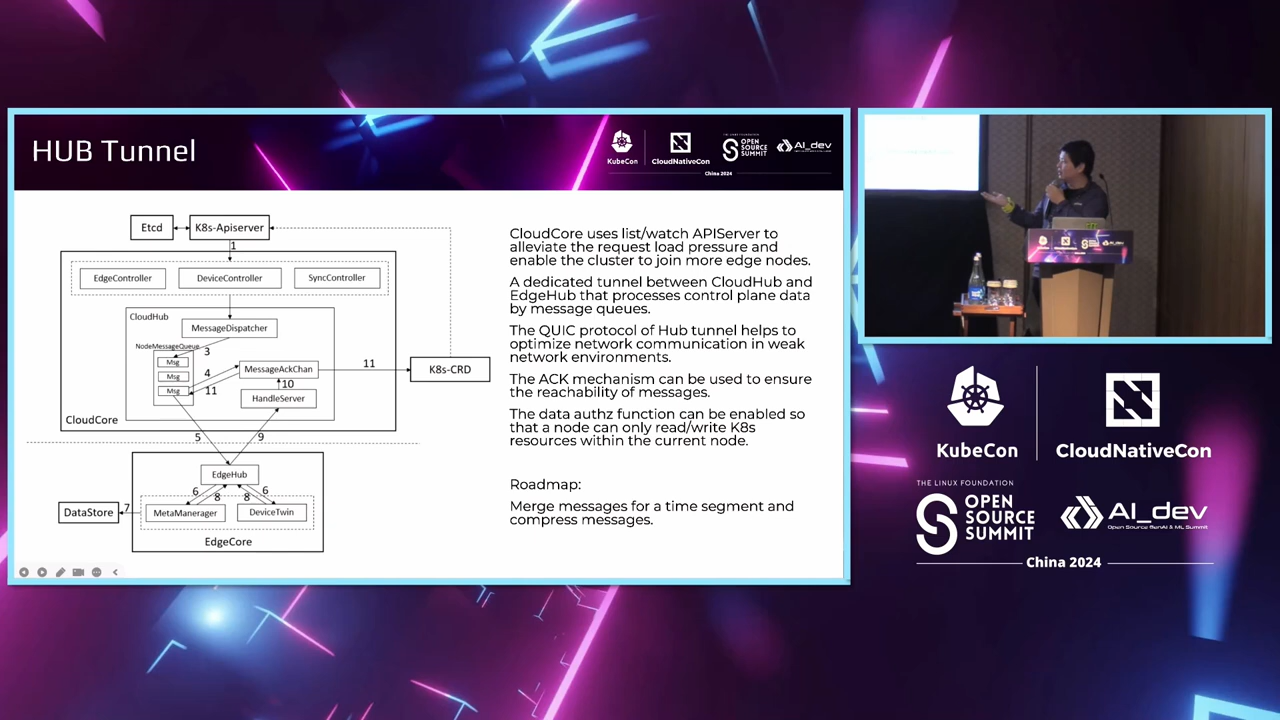 HUB Tunnel
KubeCon
CloudNativeCon
THE LINUX FOUNDATION
OPEN
SOURCE
SUMMIT
AI_dev
China 2024
Etcd
K8s-Apiserver
1
EdgeController
DeviceController
SyncController
CloudHub
MessageDispatcher
NodeMessageQueue
3
Msg
Msg
Msg
4
11
MessageAckChan
10
HandleServer
11
K8s-CRD
CloudCore
5
9
EdgeHub
6
8
8
6
MetaManerager
DeviceTwin
DataStore
7
EdgeCore
CloudCore uses list/watch APIServer to
alleviate the request load pressure and
enable the cluster to join more edge nodes.
A dedicated tunnel between CloudHub and
EdgeHub that processes control plane data
by message queues.
The QUIC protocol of Hub tunnel helps to
optimize network communication in weak
network environments.
The ACK mechanism can be used to ensure
the reachability of messages.
The data authz function can be enabled so
that a node can only read/write K8s
resources within the current node.
Roadmap:
Merge messages for a time segment and
compress messages.
KubeCon
CloudNativeCon
THE LINUX FOUNDATION
OPEN
SOURCE
SUMMIT
AI_dev
Open Source GenAI & ML Summit
China 2024